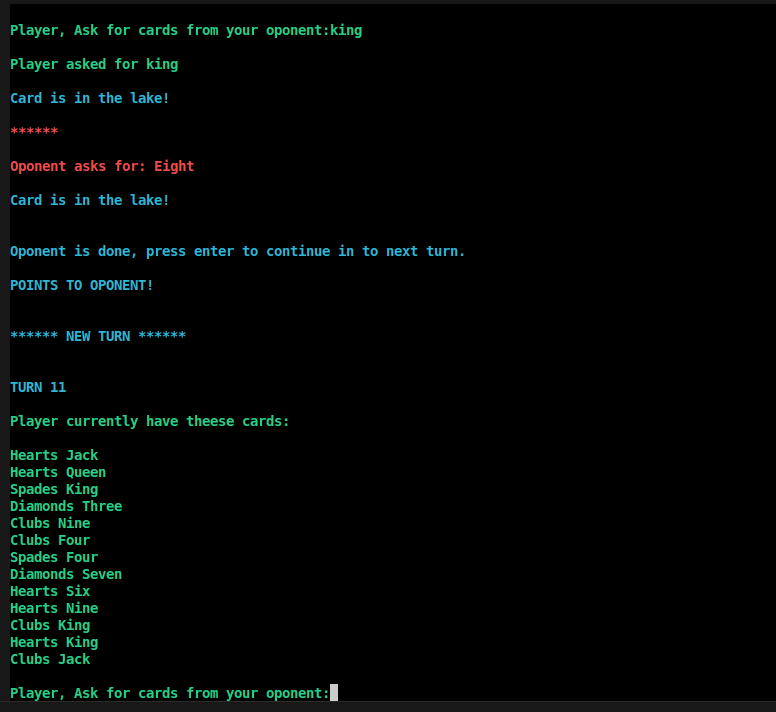 Player, Ask for cards from your oponent:king
Player asked for king
Card is in the lake!
******
Oponent asks for: Eight
Card is in the lake!
Oponent is done, press enter to continue in to next turn.
POINTS TO OPONENT!
****** NEW TURN ******
TURN 11
Player currently have theese cards:
Hearts Jack
Hearts Queen
Spades King
Diamonds Three
Clubs Nine
Clubs Four
Spades Four
Diamonds Seven
Hearts Six
Hearts Nine
Clubs King
Hearts King
Clubs Jack
Player, Ask for cards from your oponent: